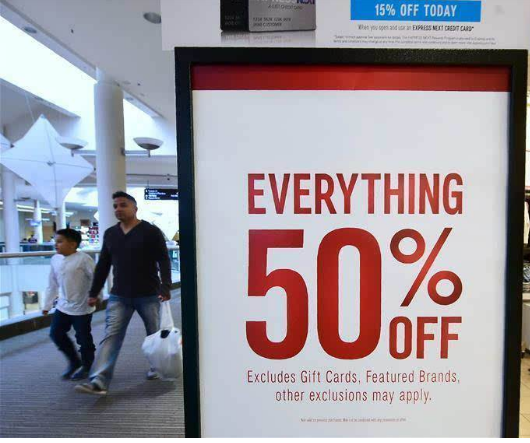 15% OFF TODAY
When you open and use an EXPRESS NEXT CREDIT CARD*
EVERYTHING
50%
OFF
Excludes Gift Cards, Featured Brands,
other exclusions may apply.